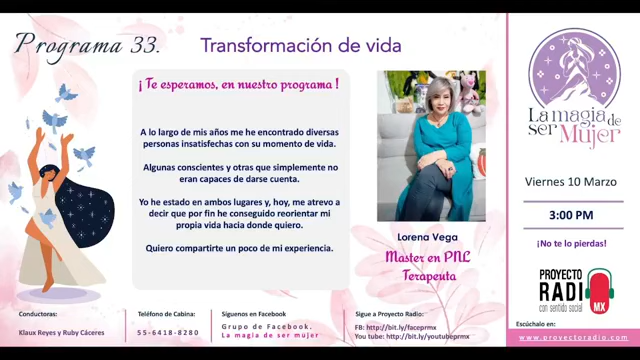 Programa 33.
Transformación de vida
¡ Te esperamos, en nuestro programa !
A lo largo de mis años me he encontrado diversas
personas insatisfechas con su momento de vida.
Algunas conscientes y otras que simplemente no
eran capaces de darse cuenta.
Yo he estado en ambos lugares y, hoy, me atrevo a
decir que por fin he conseguido reorientar mi
propia vida hacia donde quiero.
Quiero compartirte un poco de mi experiencia.
Lorena Vega
Master en PNL
Terapeuta
La magia de
ser Mujer
Viernes 10 Marzo
3:00 PM
¡No te lo pierdas!
PROYECTO
RADI
con sentido social
MX
Escúchalo en:
www.proyectoradio.com
Conductoras:
Klaux Reyes y Ruby Cáceres
Teléfono de Cabina:
55-6418-8280
Síguenos en Facebook
Grupo de Facebook.
La magia de ser mujer
Sigue a Proyecto Radio:
FB: http://bit.ly/faceprmx
You tube: http://bit.ly/youtubeprmx